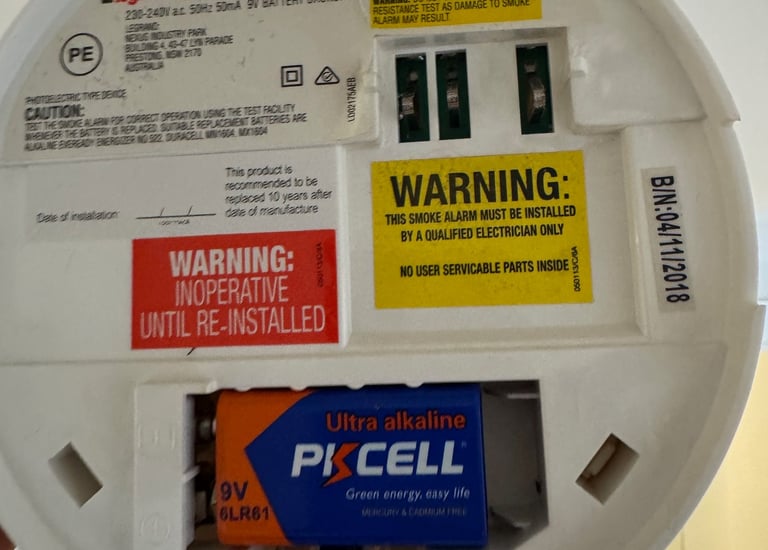 230-240V a.c. 50Hz 50mA 9V BATTERY
LEGRAND
NEXUS INDUSTRY PARK
BUILDING 4, 43-47 LYN PARADE
PRESTONS, NSW 2170
AUSTRALIA
PE
L002175AEB
PHOTOELECTRIC TYPE DEVICE
CAUTION:
TEST THE SMOKE ALARM FOR CORRECT OPERATION USING THE TEST FACILITY
WHENEVER THE BATTERY IS REPLACED. SUITABLE REPLACEMENT BATTERIES ARE
ALKALINE EVEREADY ENERGIZER NO 522, DURACELL MN1604, MX1604
RESISTANCE TEST AS DAMAGE TO SMOKE
ALARM MAY RESULT
Date of installation
This product is
recommended to be
replaced 10 years after
date of manufacture
WARNING:
INOPERATIVE
UNTIL RE-INSTALLED
050113/C/8A
WARNING:
THIS SMOKE ALARM MUST BE INSTALLED
BY A QUALIFIED ELECTRICIAN ONLY
NO USER SERVICABLE PARTS INSIDE
050113/C/6A
B/N:04/11/2018
Ultra alkaline
PKCELL
9V
6LR61
Green energy, easy life
MERCURY & CADMIUM FREE